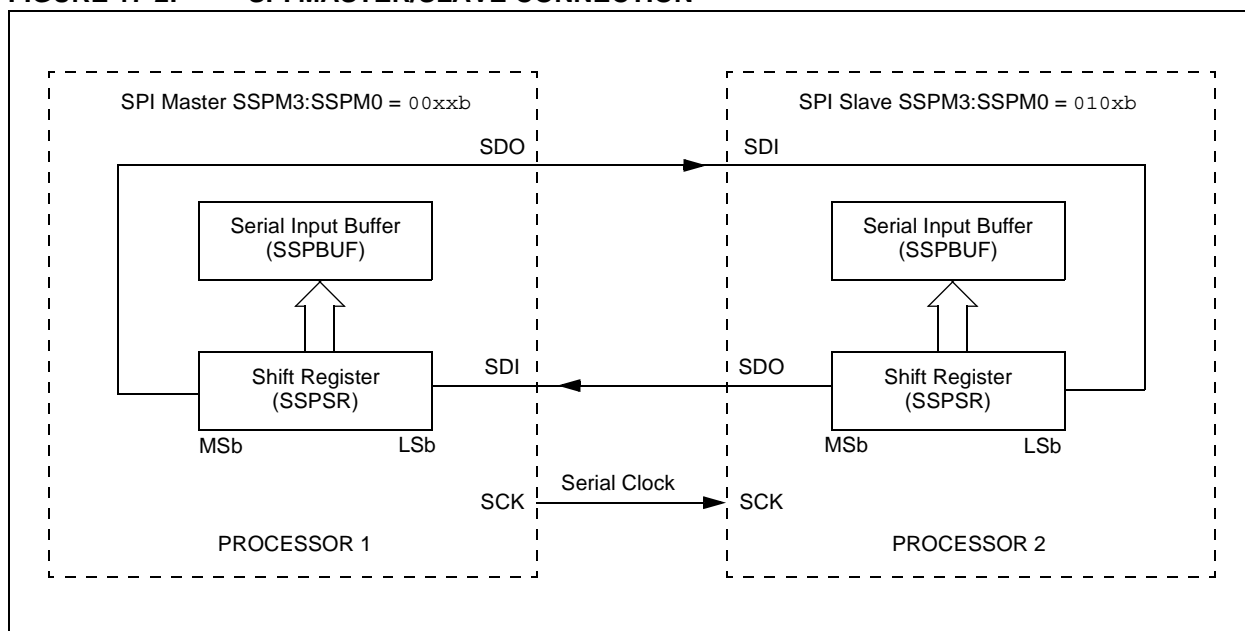 SPI Master SSPM3:SSPM0 = 00xxb
SPI Slave SSPM3:SSPM0 = 010xb
SDO
SDI
Serial Input Buffer
(SSPBUF)
Serial Input Buffer
(SSPBUF)
Shift Register
(SSPSR)
SDI
SDO
Shift Register
(SSPSR)
MSb
LSb
MSb
LSb
Serial Clock
SCK
SCK
PROCESSOR 1
PROCESSOR 2